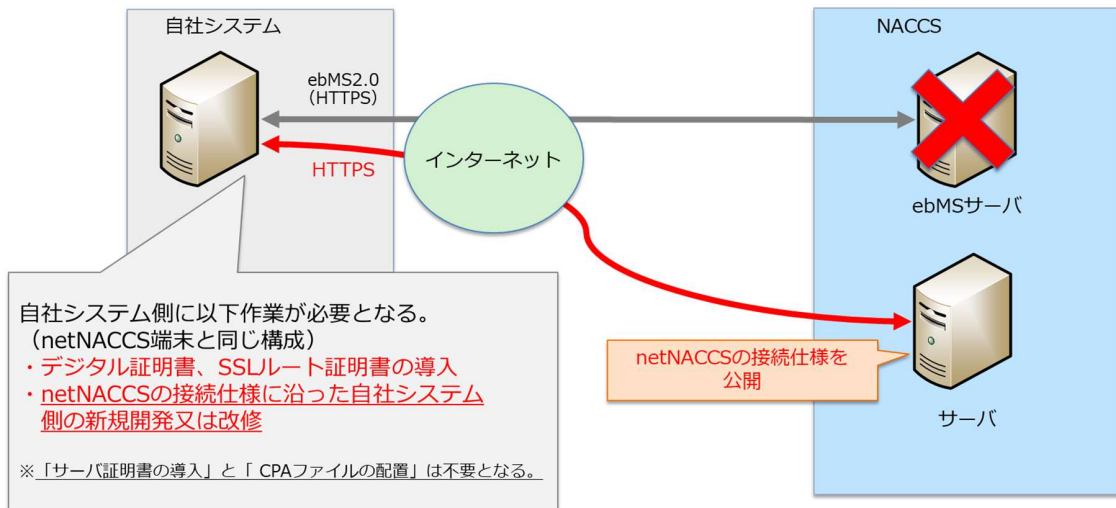 自社システム
NACCS
ebMS2.0
（HTTPS）
HTTPS
インターネット
ebMSサーバ
自社システム側に以下作業が必要となる。
（netNACCS端末と同じ構成）
・デジタル証明書、SSLルート証明書の導入
・netNACCSの接続仕様に沿った自社システム
側の新規開発又は改修
※「サーバ証明書の導入」と「 CPAファイルの配置」は不要となる。
netNACCSの接続仕様を
公開
サーバ